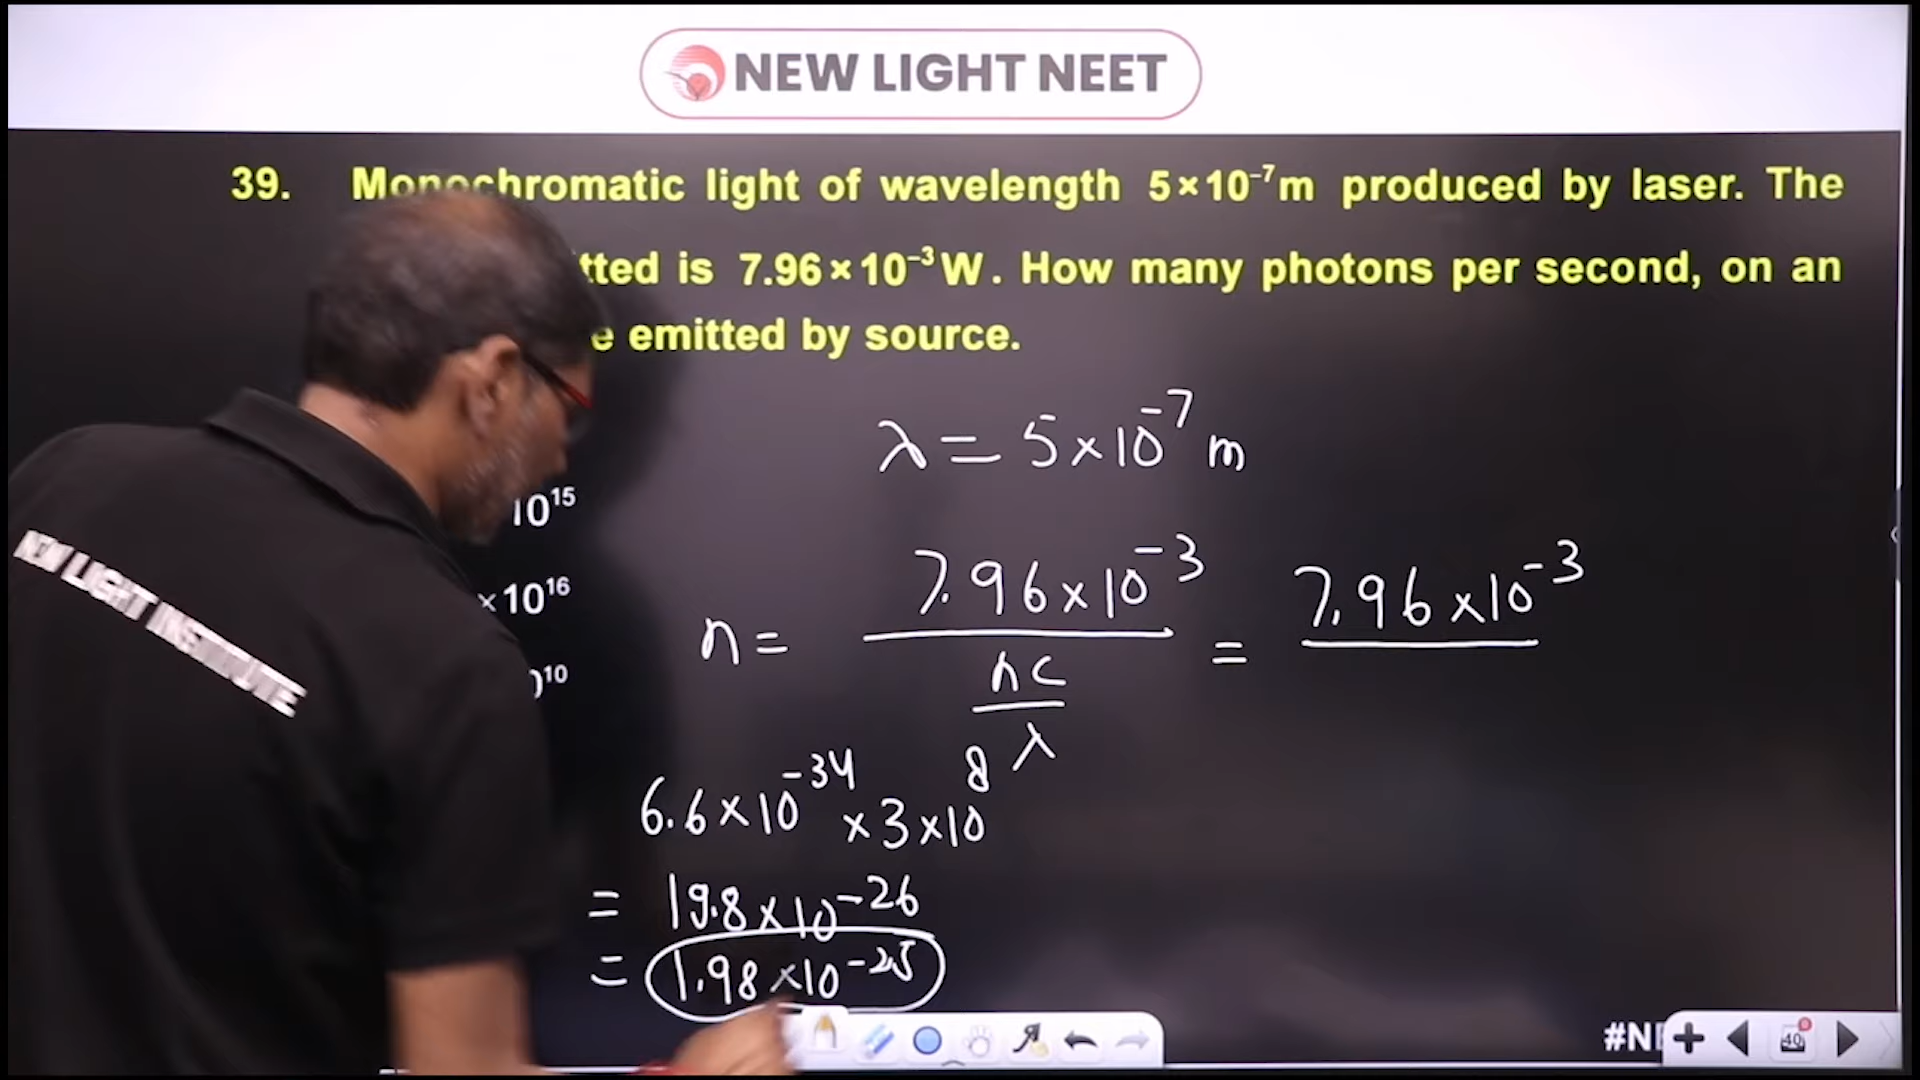 NEW LIGHT NEET
39. Monochromatic light of wavelength 5×10⁻⁷m produced by laser. The
tted is 7.96×10⁻³W. How many photons per second, on an
e emitted by source.
λ = 5×10⁻⁷ m
10¹⁵
7.96×10⁻³
7.96×10⁻³
×10¹⁶
n =
=
hc
λ
10
6.6×10⁻³⁴ ×3×10⁸
= 19.8×10⁻²⁶
= 1.98×10⁻²⁵
NEW LIGHT INSTITUTE
#N
40